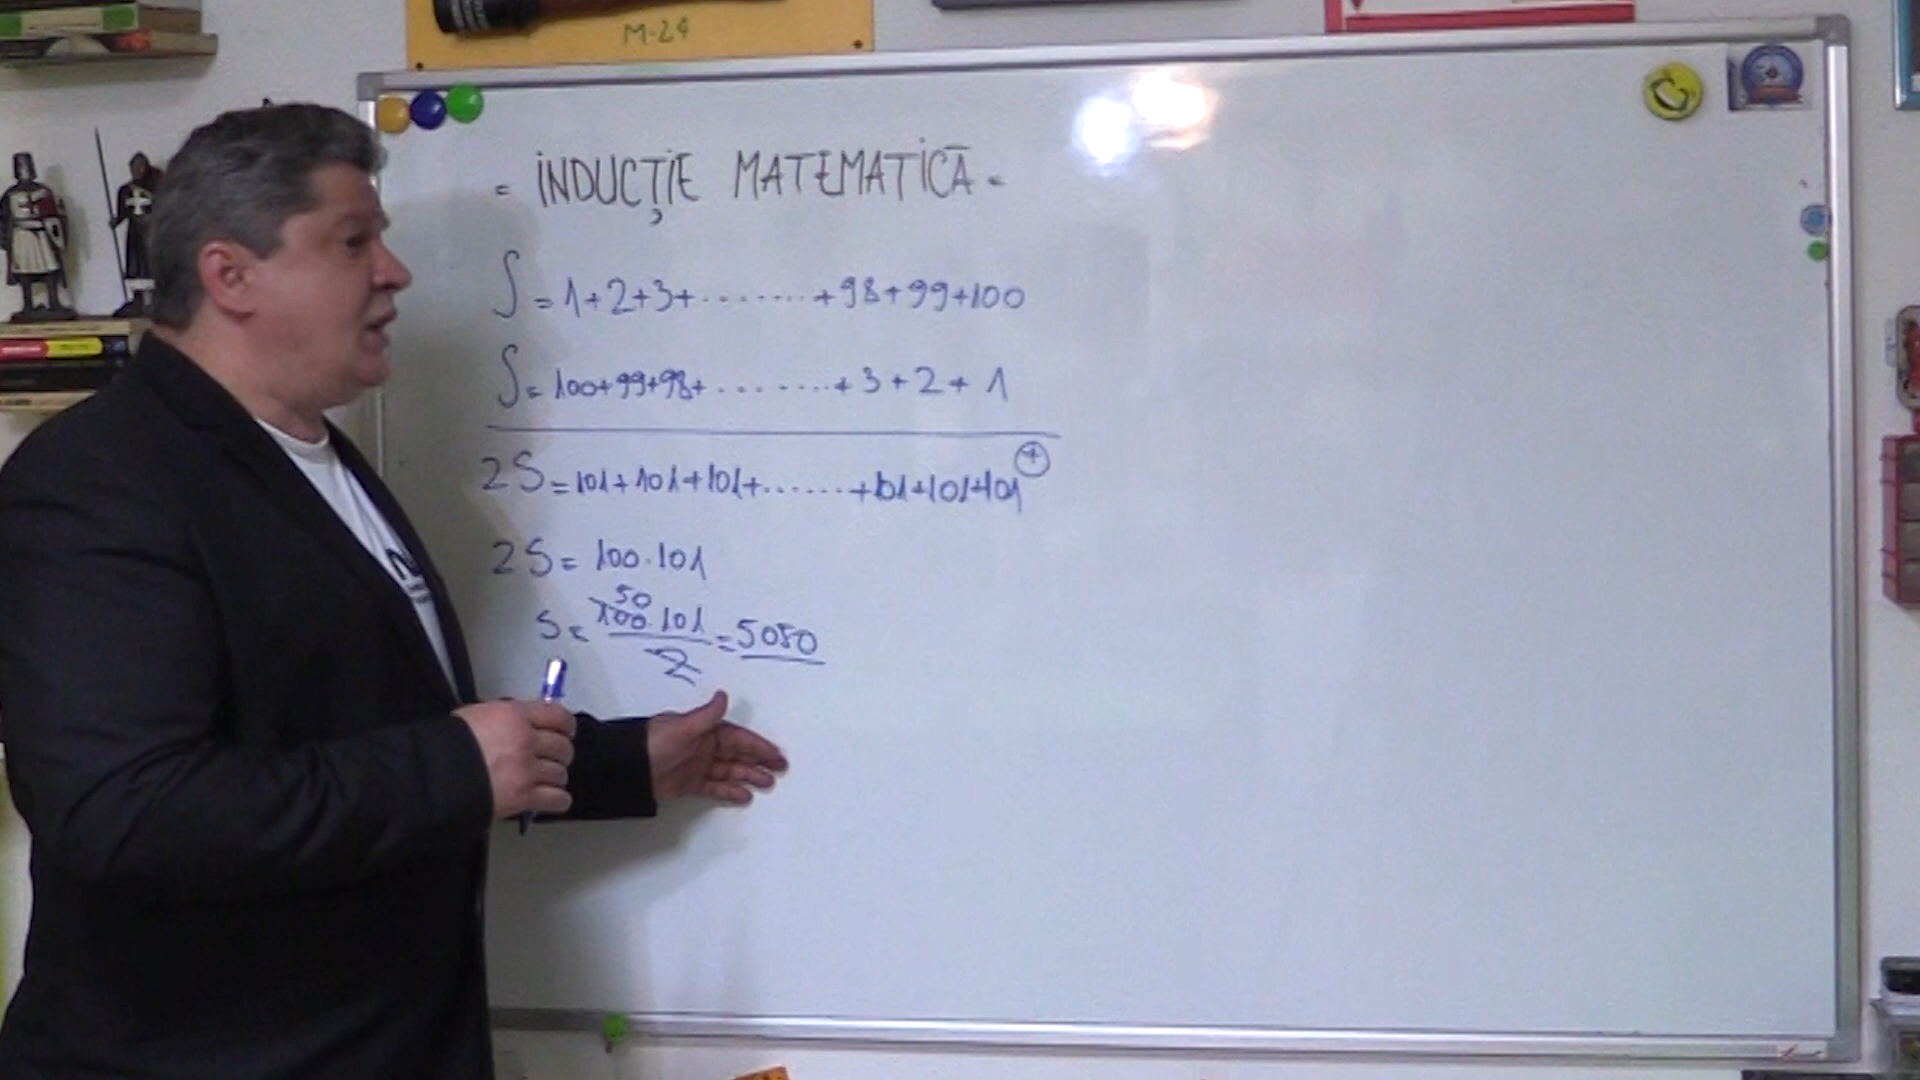 M-24
= INDUCȚIE MATEMATICĂ =
S = 1+2+3+........+98+99+100
S = 100+99+98+........+3+2+1
2S = 101+101+101+.......+101+101+101 +
2S = 100·101
50
S = 100·101 = 5050
2